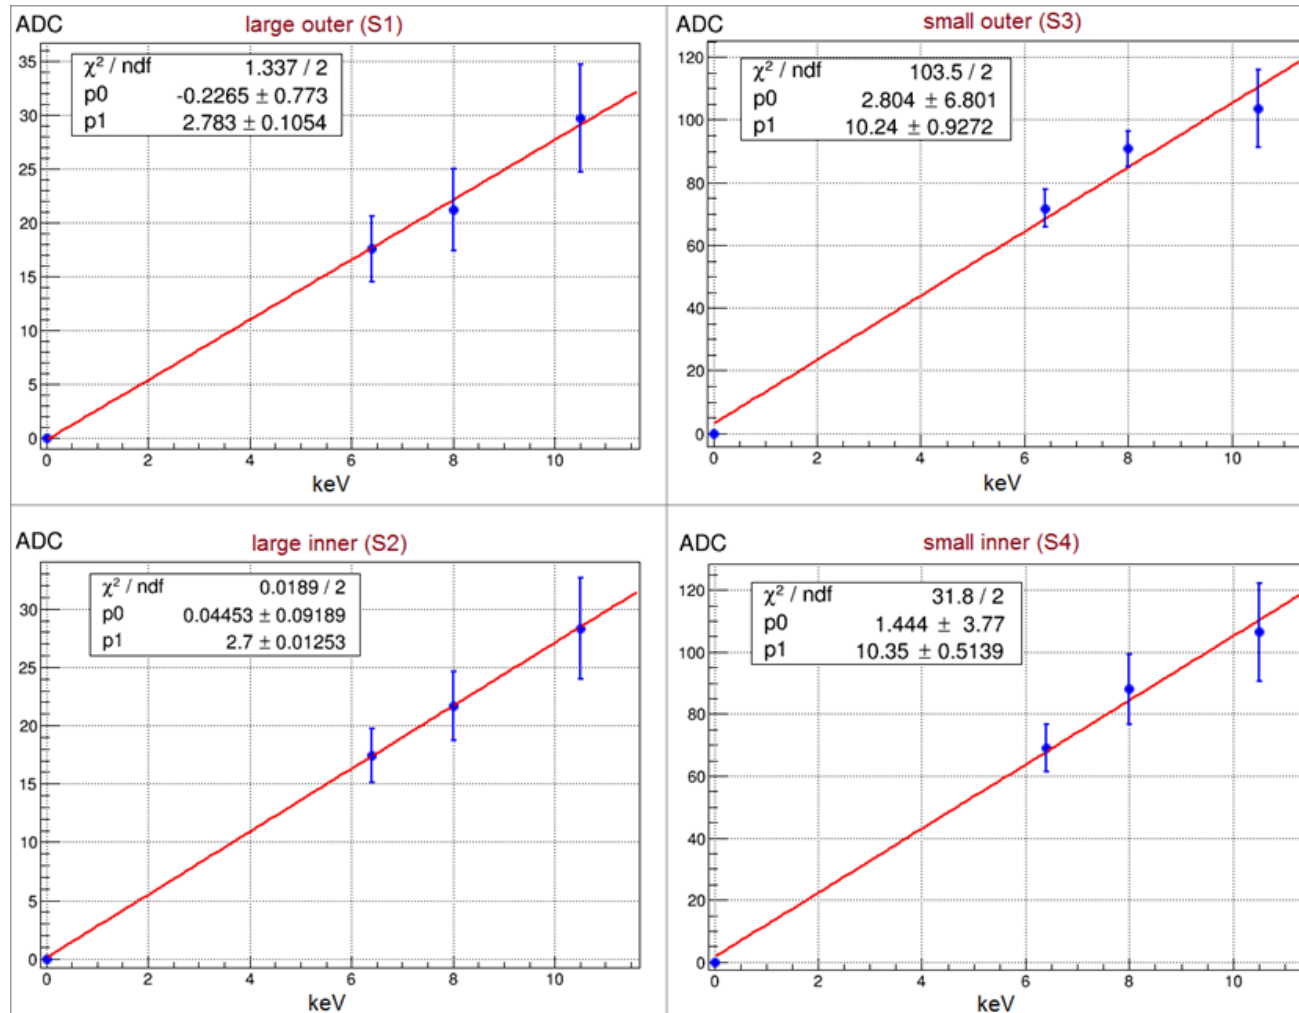 ADC
large outer (S1)
χ² / ndf 1.337 / 2
p0 -0.2265 ± 0.773
p1 2.783 ± 0.1054
35
30
25
20
15
10
5
0
0 2 4 6 8 10
keV
ADC
small outer (S3)
χ² / ndf 103.5 / 2
p0 2.804 ± 6.801
p1 10.24 ± 0.9272
120
100
80
60
40
20
0
0 2 4 6 8 10
keV
ADC
large inner (S2)
χ² / ndf 0.0189 / 2
p0 0.04453 ± 0.09189
p1 2.7 ± 0.01253
30
25
20
15
10
5
0
0 2 4 6 8 10
keV
ADC
small inner (S4)
χ² / ndf 31.8 / 2
p0 1.444 ± 3.77
p1 10.35 ± 0.5139
120
100
80
60
40
20
0
0 2 4 6 8 10
keV